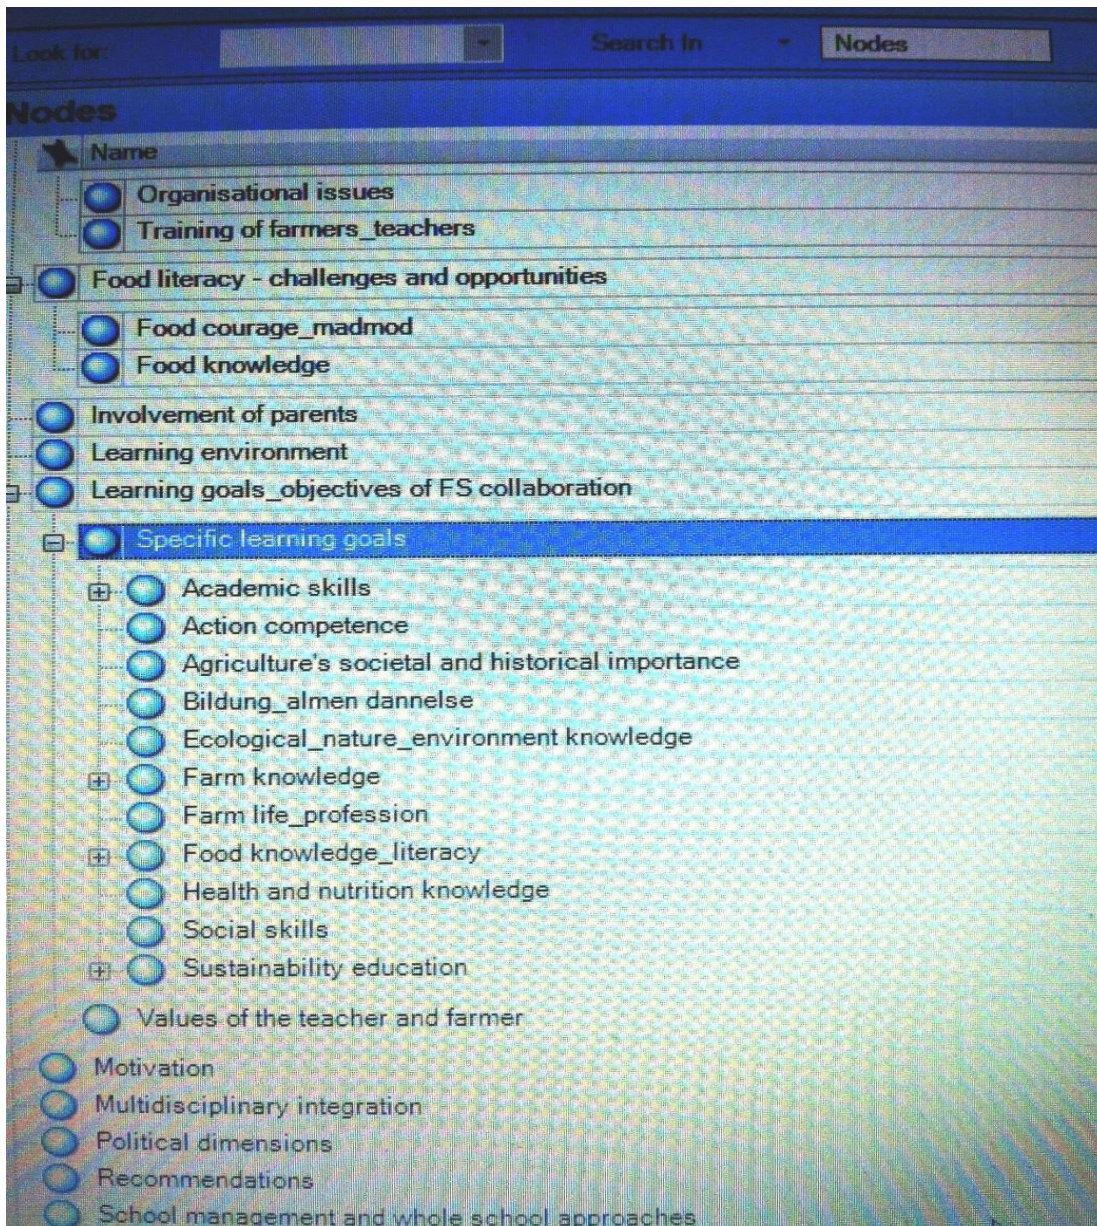 Look for:
Search In
Nodes
Nodes
Name
Organisational issues
Training of farmers_teachers
Food literacy - challenges and opportunities
Food courage_madmod
Food knowledge
Involvement of parents
Learning environment
Learning goals_objectives of FS collaboration
Specific learning goals
Academic skills
Action competence
Agriculture's societal and historical importance
Bildung_almen dannelse
Ecological_nature_environment knowledge
Farm knowledge
Farm life_profession
Food knowledge_literacy
Health and nutrition knowledge
Social skills
Sustainability education
Values of the teacher and farmer
Motivation
Multidisciplinary integration
Political dimensions
Recommendations
School management and whole school approaches